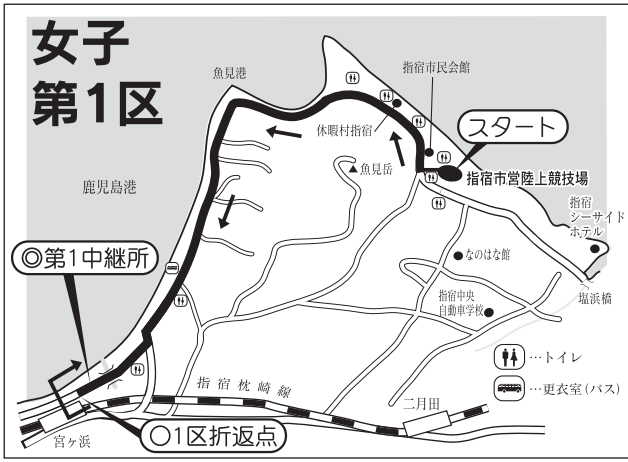 女子
第1区
魚見港
指宿市民会館
休暇村指宿
スタート
魚見岳
指宿市営陸上競技場
鹿児島港
指宿
シーサイド
ホテル
◎第1中継所
なのはな館
指宿中央
自動車学校
塩浜橋
…トイレ
指宿枕崎線
…更衣室(バス)
二月田
○1区折返点
宮ヶ浜